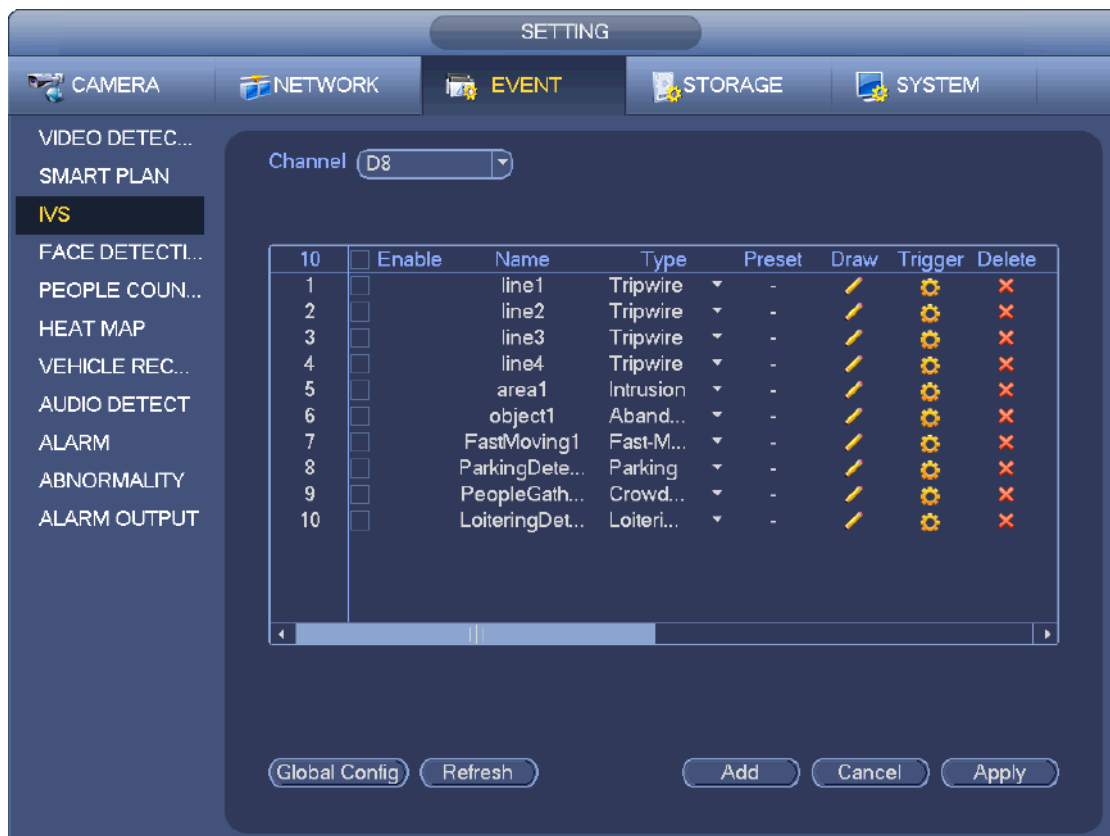 SETTING
CAMERA NETWORK EVENT STORAGE SYSTEM
VIDEO DETEC...
SMART PLAN
IVS
FACE DETECTI...
PEOPLE COUN...
HEAT MAP
VEHICLE REC...
AUDIO DETECT
ALARM
ABNORMALITY
ALARM OUTPUT
Channel D8
10 Enable Name Type Preset Draw Trigger Delete
1 line1 Tripwire -
2 line2 Tripwire -
3 line3 Tripwire -
4 line4 Tripwire -
5 area1 Intrusion -
6 object1 Aband... -
7 FastMoving1 Fast-M... -
8 ParkingDete... Parking -
9 PeopleGath... Crowd... -
10 LoiteringDet... Loiteri... -
Global Config Refresh Add Cancel Apply